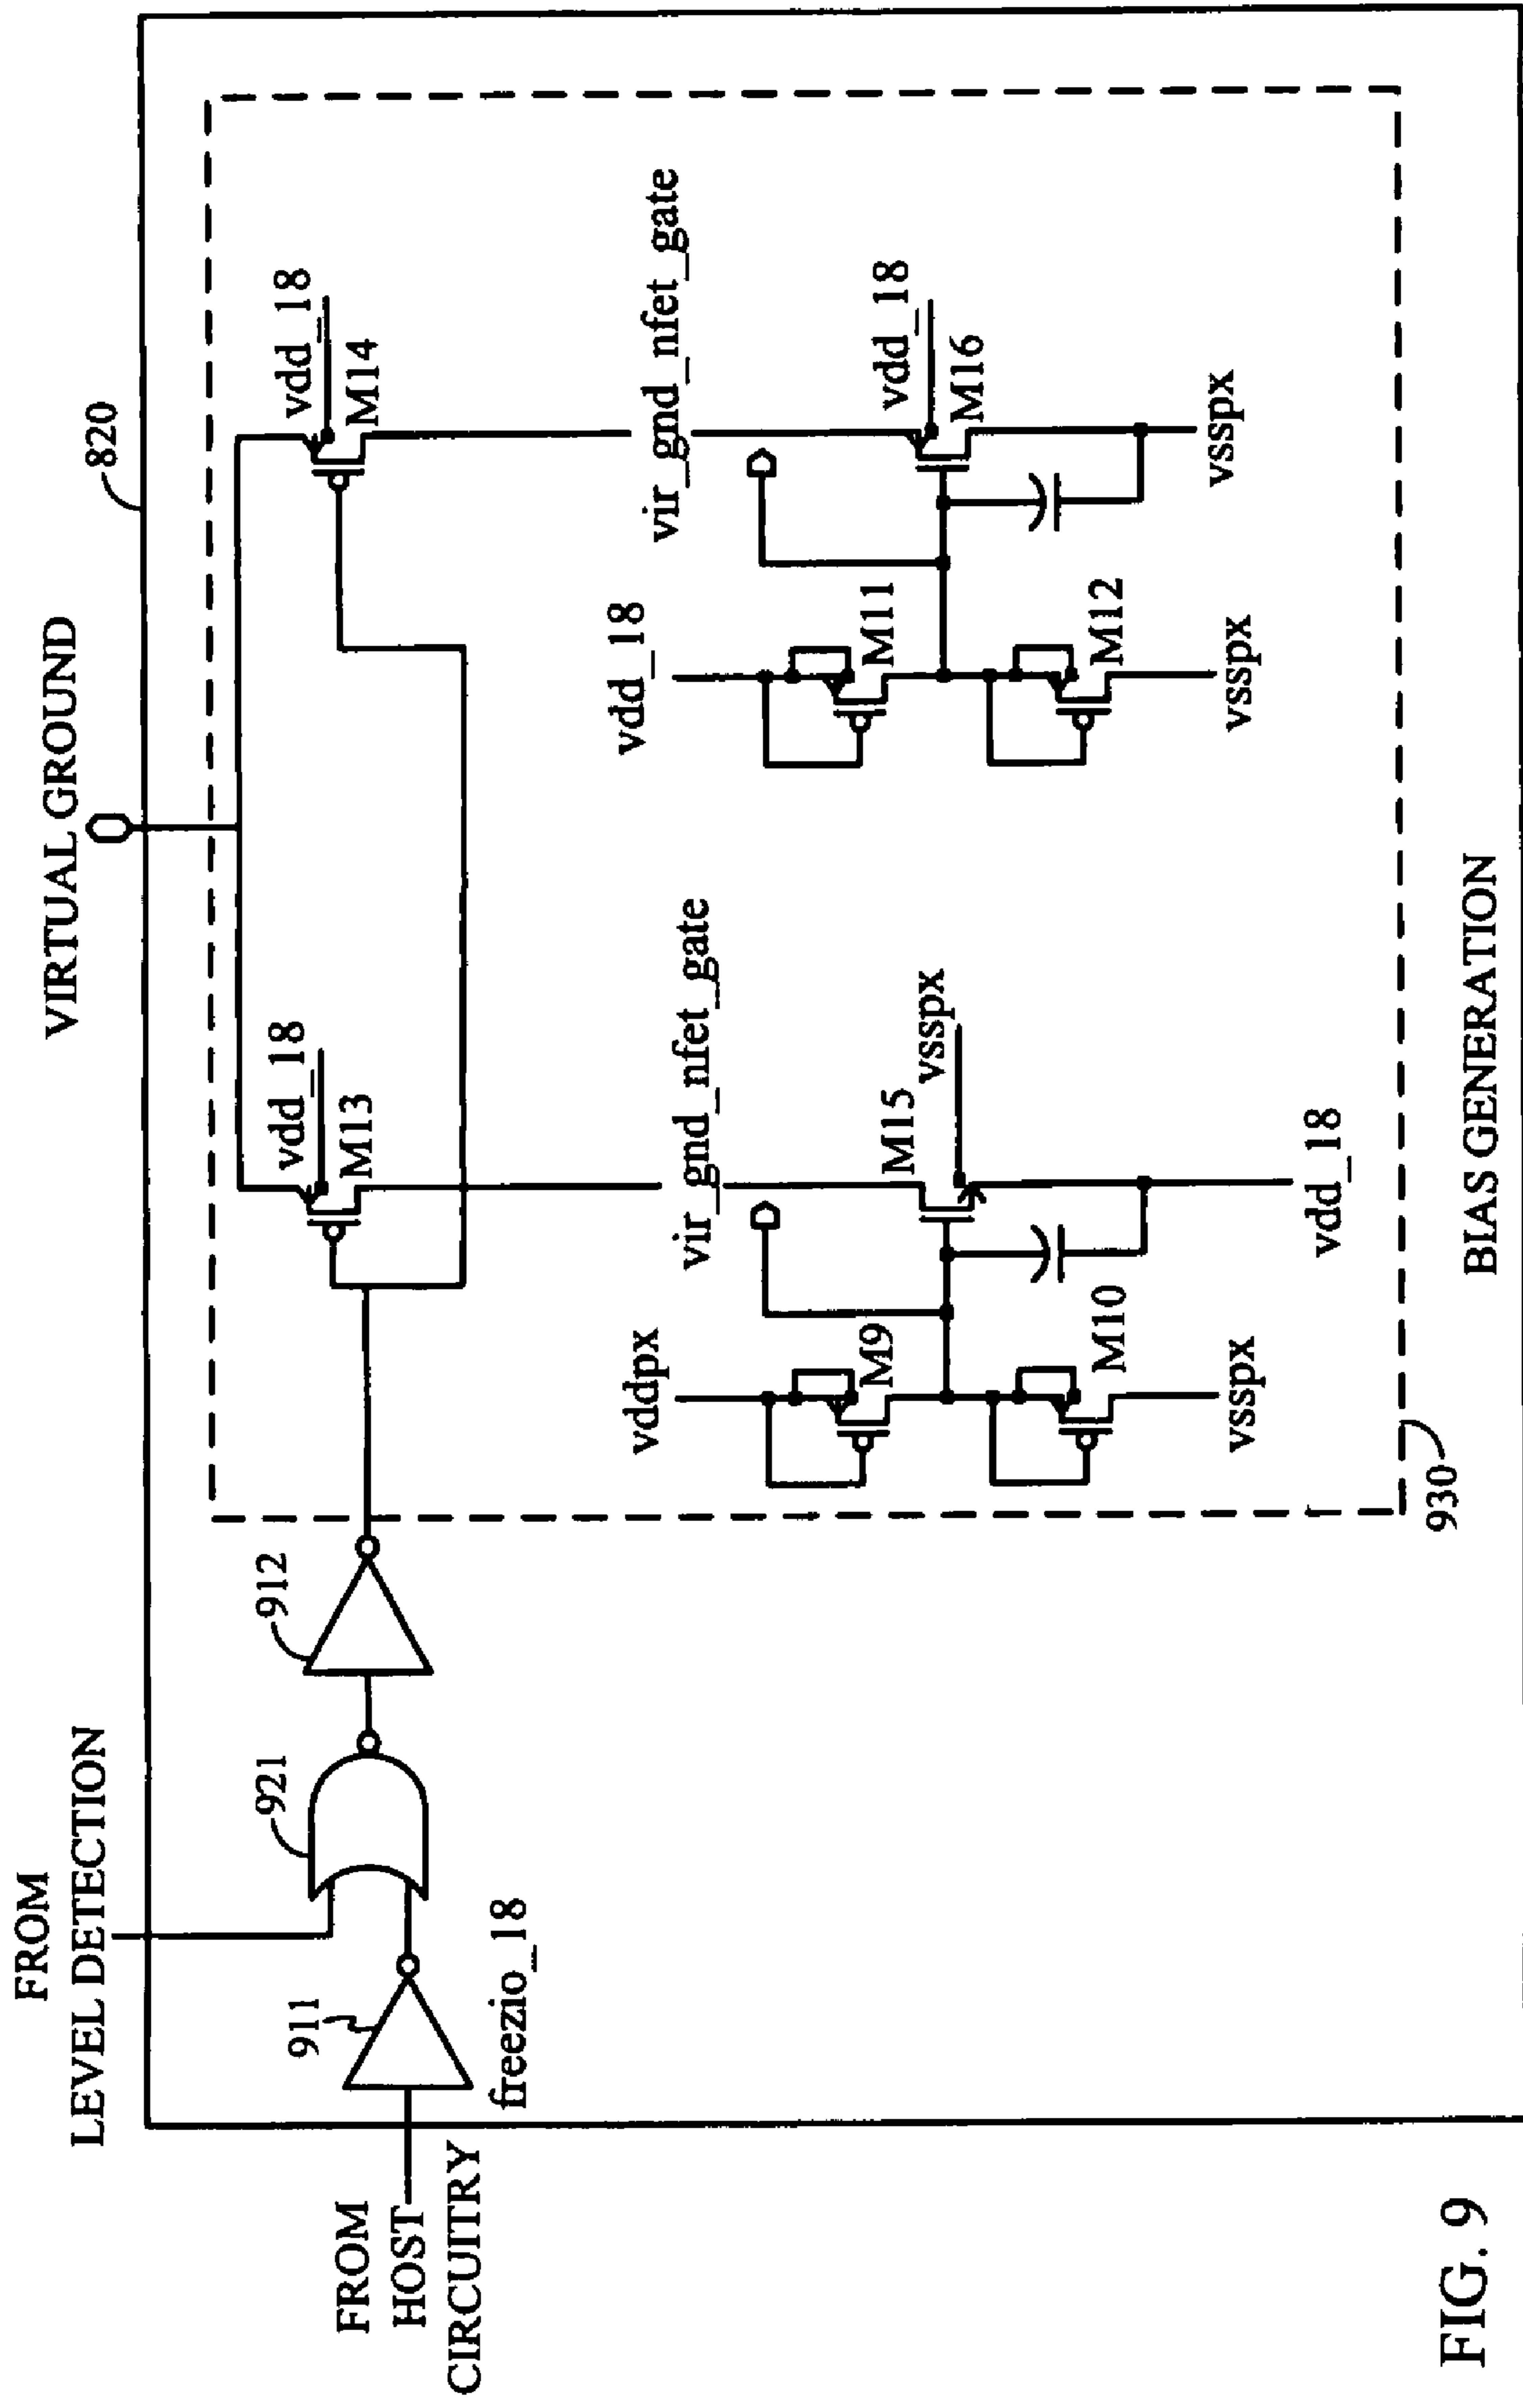 VIRTUAL GROUND
820
FROM
LEVEL DETECTION
FROM
HOST
CIRCUITRY
911
freezio_18
921
912
vdd_18
M13
vdd_18
M14
vir_gnd_nfet_gate
vir_gnd_nfet_gate
vddpx
M9
M10
vsspx
M15
vsspx
vdd_18
vdd_18
M11
M12
vsspx
vdd_18
M16
vsspx
930
BIAS GENERATION
FIG. 9